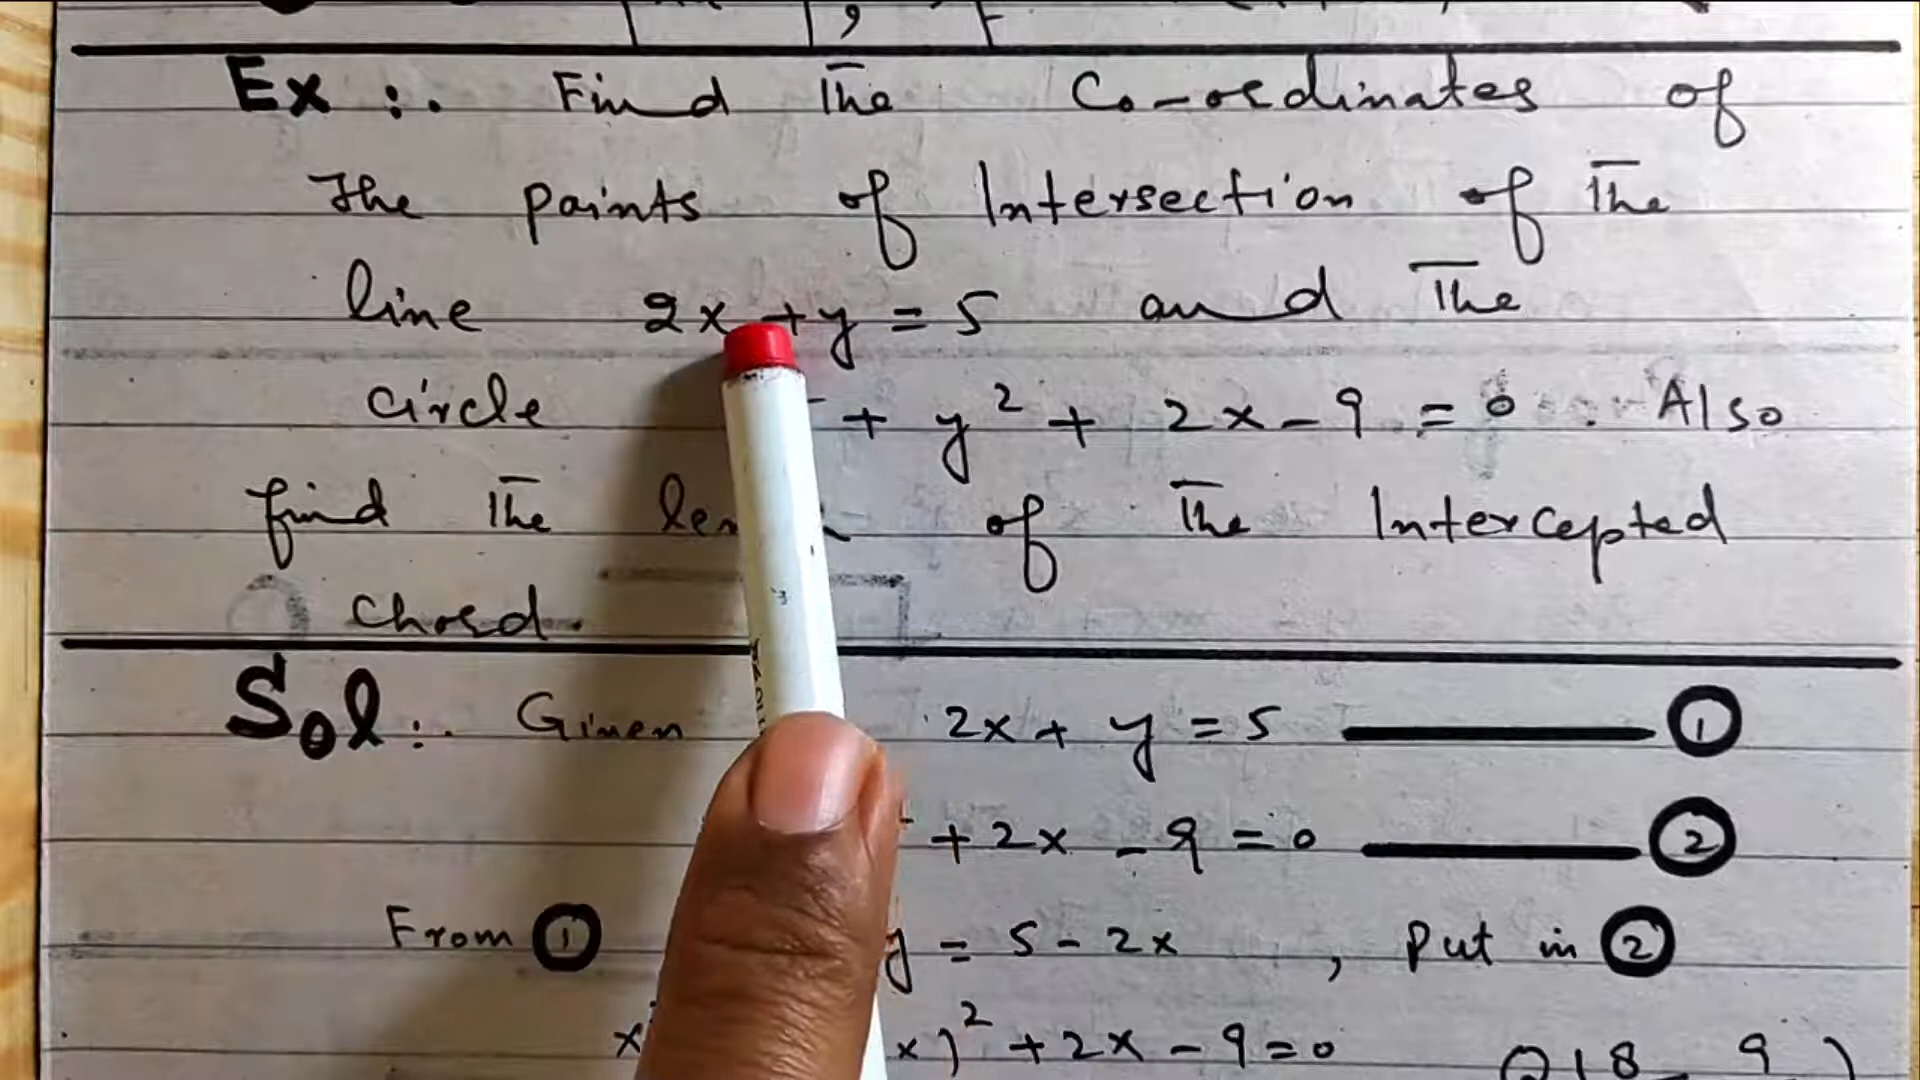 Ex :. Find The Co-ordinates of
The points of Intersection of The
line 2x + y = 5 and The
circle + y² + 2x - 9 = 0 . Also
find The of The Intercepted
chord.
Sol :. Given 2x + y = 5 ①
+ 2x - 9 = 0 ②
From ① y = 5 - 2x , Put in ②
x x)² + 2x - 9 = 0